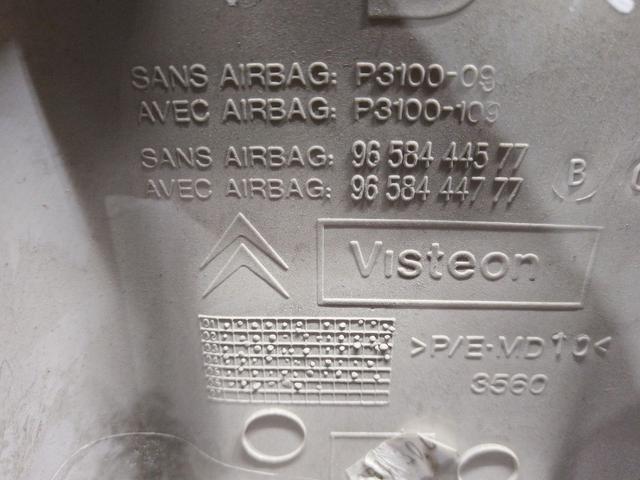 SANS AIRBAG: P3100-09
AVEC AIRBAG: P3100-109
SANS AIRBAG: 96 584 445 77
AVEC AIRBAG: 96 584 447 77
B
Visteon
>P/E-MD10<
3560